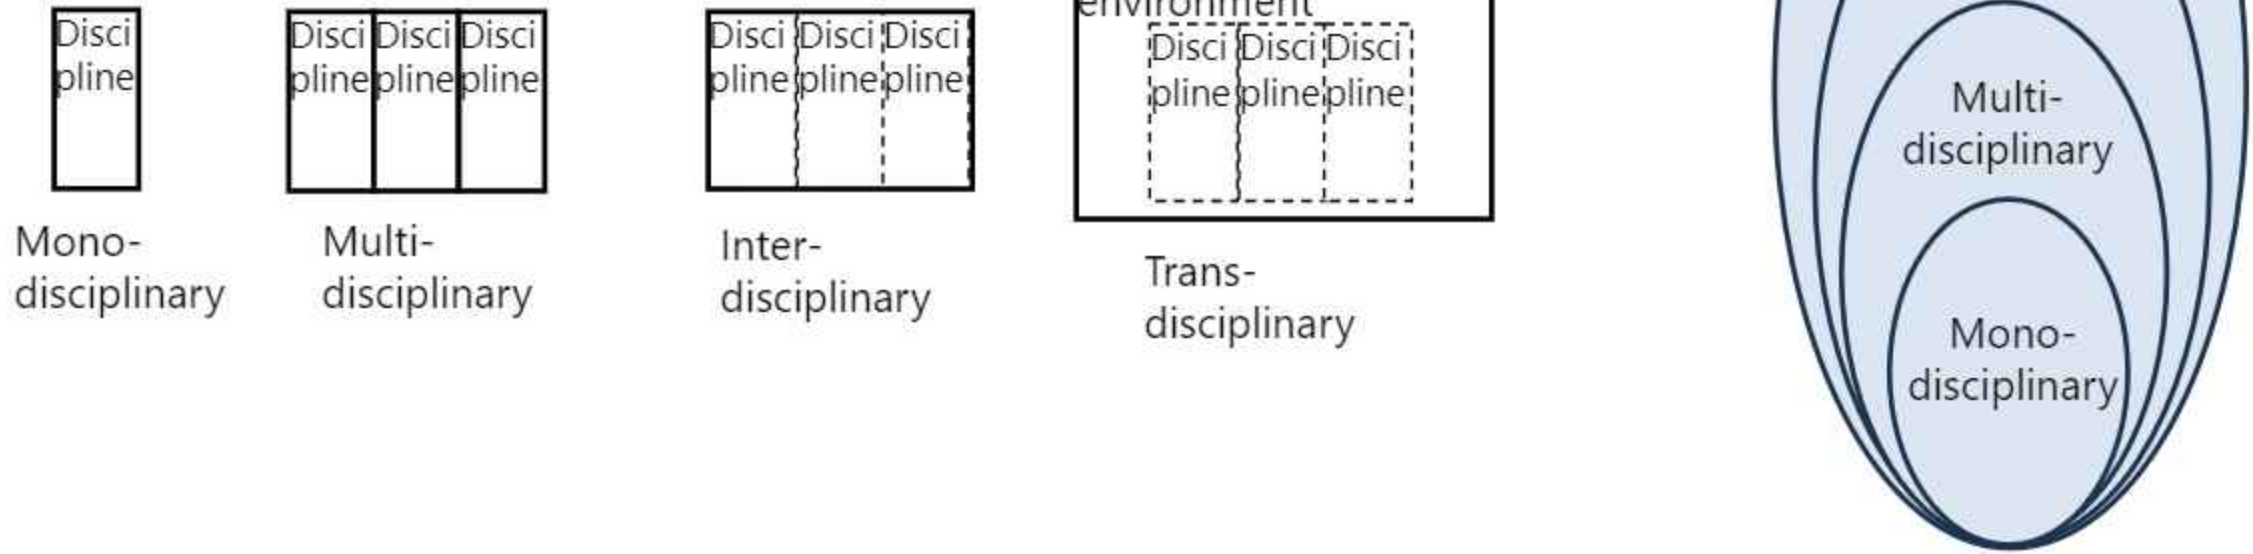 Disci
pline
Mono-
disciplinary
Disci Disci Disci
pline pline pline
Multi-
disciplinary
Disci Disci Disci
pline pline pline
Inter-
disciplinary
environment
Disci Disci Disci
pline pline pline
Trans-
disciplinary
Multi-
disciplinary
Mono-
disciplinary